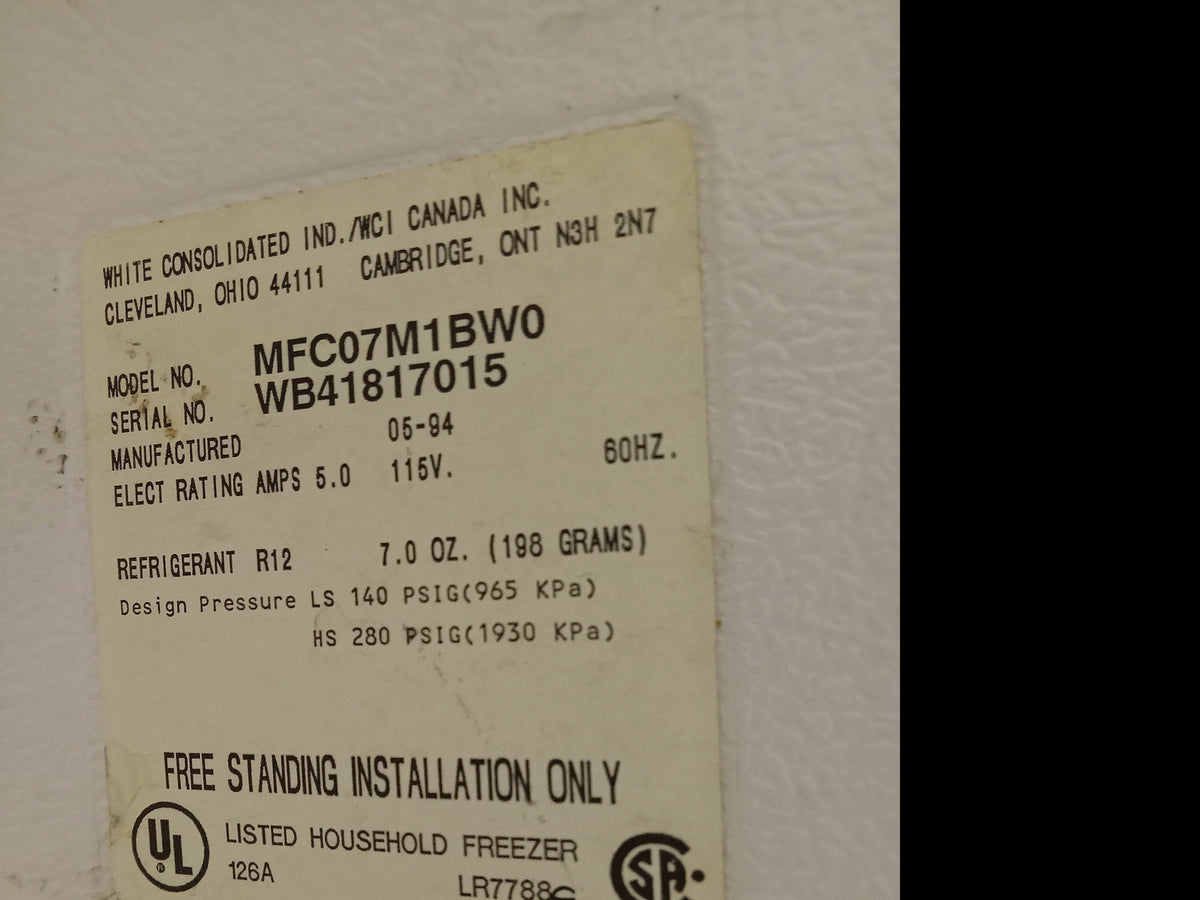 WHITE CONSOLIDATED IND./WCI CANADA INC.
CLEVELAND, OHIO 44111 CAMBRIDGE, ONT N3H 2N7
MODEL NO. MFC07M1BW0
SERIAL NO. WB41817015
MANUFACTURED 05-94
ELECT RATING AMPS 5.0 115V. 60HZ.
REFRIGERANT R12 7.0 OZ. (198 GRAMS)
Design Pressure LS 140 PSIG(965 KPa)
HS 280 PSIG(1930 KPa)
FREE STANDING INSTALLATION ONLY
UL LISTED HOUSEHOLD FREEZER SA
126A LR7788